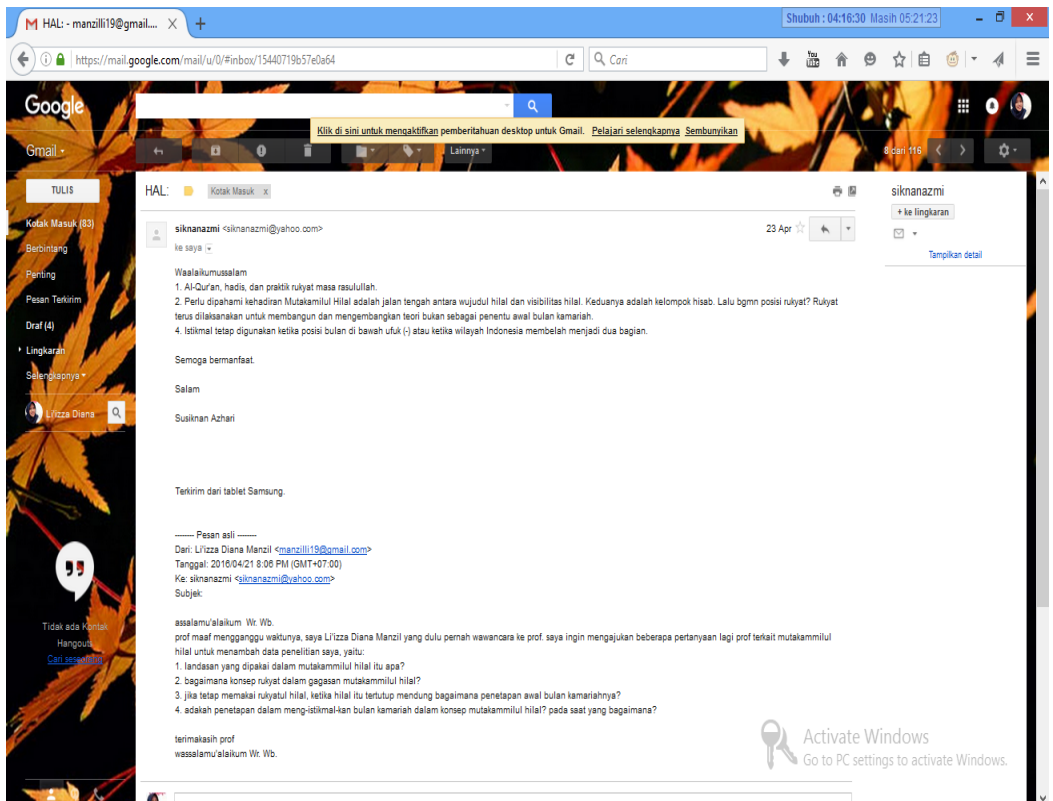 HAL: - manzilli19@gmail.... X +
Shubuh : 04:16:30 Masih 05:21:23
https://mail.google.com/mail/u/0/#inbox/15440719b57e0a64
Cari
You Tube
Google
Klik di sini untuk mengaktifkan pemberitahuan desktop untuk Gmail. Pelajari selengkapnya Sembunyikan
Gmail
Lainnya
8 dari 116
TULIS
Kotak Masuk (83)
Berbintang
Penting
Pesan Terkirim
Draf (4)
Lingkaran
Selengkapnya
Li'izza Diana
Tidak ada Kontak
Hangouts
HAL: Kotak Masuk x
siknanazmi <siknanazmi@yahoo.com>
23 Apr
ke saya
Waalaikumussalam
1. Al-Qur'an, hadis, dan praktik rukyat masa rasulullah.
2. Perlu dipahami kehadiran Mutakamilul Hilal adalah jalan tengah antara wujudul hilal dan visibilitas hilal. Keduanya adalah kelompok hisab. Lalu bgmn posisi rukyat? Rukyat
terus dilaksanakan untuk membangun dan mengembangkan teori bukan sebagai penentu awal bulan kamariah.
4. Istikmal tetap digunakan ketika posisi bulan di bawah ufuk (-) atau ketika wilayah Indonesia membelah menjadi dua bagian.
Semoga bermanfaat.
Salam
Susiknan Azhari
Terkirim dari tablet Samsung.
-------- Pesan asli --------
Dari: Li'izza Diana Manzil <manzilli19@gmail.com>
Tanggal: 2016/04/21 8:06 PM (GMT+07:00)
Ke: siknanazmi <siknanazmi@yahoo.com>
Subjek:
assalamu'alaikum Wr. Wb.
prof maaf mengganggu waktunya, saya Li'izza Diana Manzil yang dulu pernah wawancara ke prof. saya ingin mengajukan beberapa pertanyaan lagi prof terkait mutakammilul
hilal untuk menambah data penelitian saya, yaitu:
1. landasan yang dipakai dalam mutakammilul hilal itu apa?
2. bagaimana konsep rukyat dalam gagasan mutakammilul hilal?
3. jika tetap memakai rukyatul hilal, ketika hilal itu tertutup mendung bagaimana penetapan awal bulan kamariahnya?
4. adakah penetapan dalam meng-istikmal-kan bulan kamariah dalam konsep mutakammilul hilal? pada saat yang bagaimana?
terimakasih prof
wassalamu'alaikum Wr. Wb.
siknanazmi
+ ke lingkaran
Tampilkan detail
Activate Windows
Go to PC settings to activate Windows.